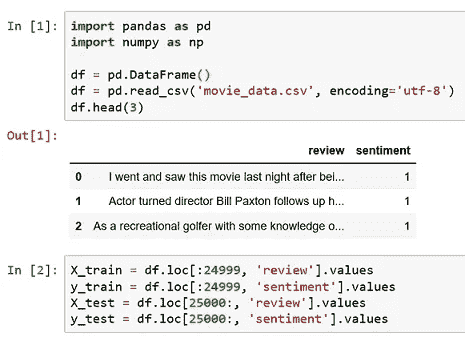 In [1]: import pandas as pd
import numpy as np
df = pd.DataFrame()
df = pd.read_csv('movie_data.csv', encoding='utf-8')
df.head(3)
Out[1]:
review sentiment
0 I went and saw this movie last night after bei... 1
1 Actor turned director Bill Paxton follows up h... 1
2 As a recreational golfer with some knowledge o... 1
In [2]: X_train = df.loc[:24999, 'review'].values
y_train = df.loc[:24999, 'sentiment'].values
X_test = df.loc[25000:, 'review'].values
y_test = df.loc[25000:, 'sentiment'].values